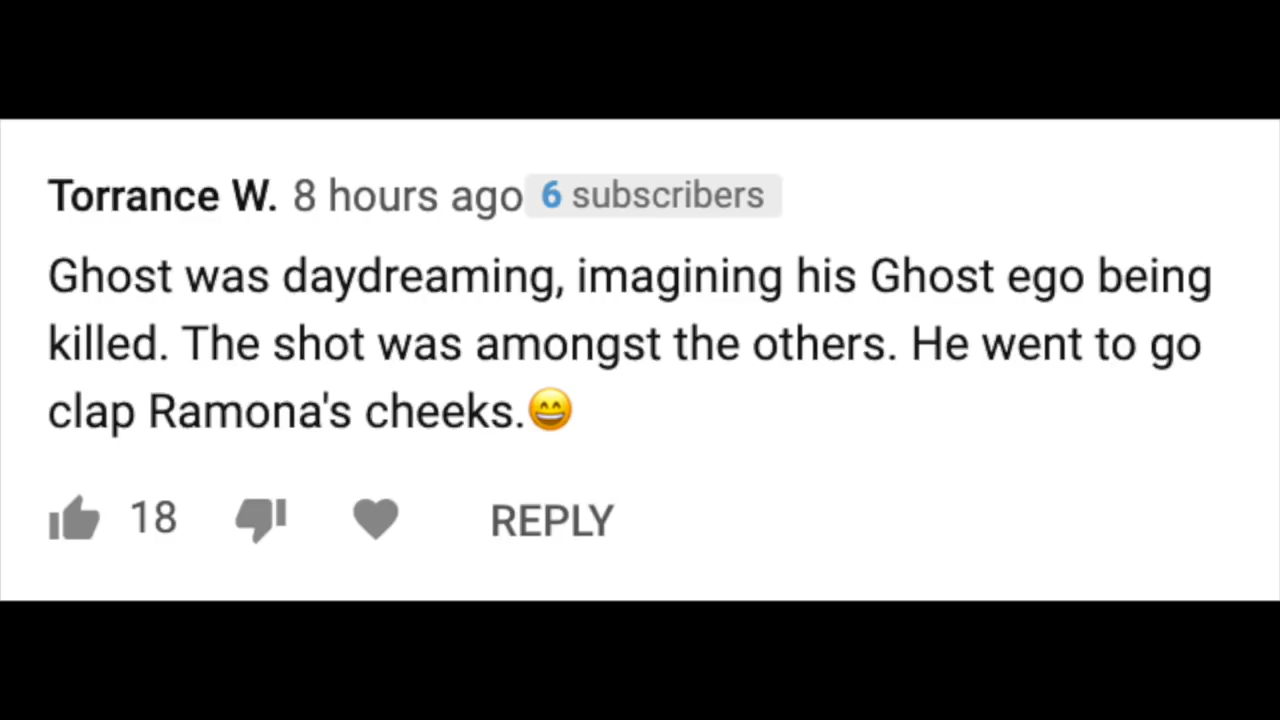 Torrance W. 8 hours ago 6 subscribers
Ghost was daydreaming, imagining his Ghost ego being
killed. The shot was amongst the others. He went to go
clap Ramona's cheeks.😄
18 REPLY